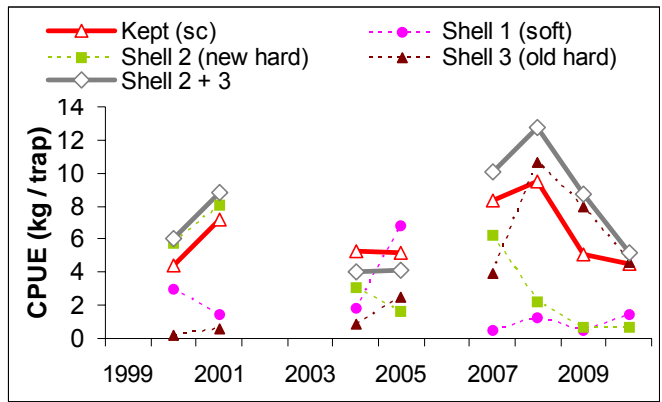 Kept (sc) Shell 1 (soft)
Shell 2 (new hard) Shell 3 (old hard)
Shell 2 + 3
14
12
10
8
6
4
2
0
CPUE (kg / trap)
1999 2001 2003 2005 2007 2009